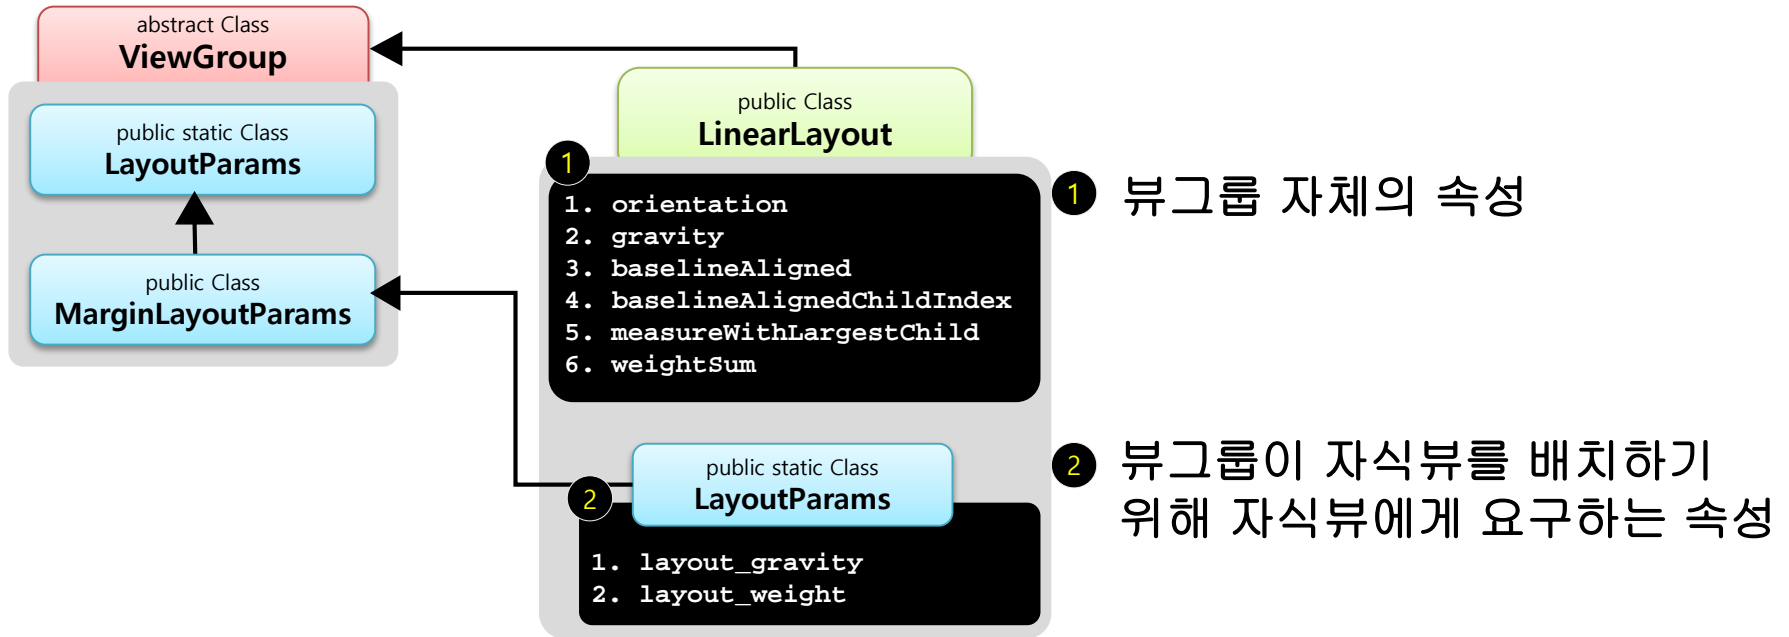 abstract Class
ViewGroup
public static Class
LayoutParams
public Class
MarginLayoutParams
public Class
LinearLayout
1
1. orientation
2. gravity
3. baselineAligned
4. baselineAlignedChildIndex
5. measureWithLargestChild
6. weightSum
2
public static Class
LayoutParams
1. layout_gravity
2. layout_weight
1 뷰그룹 자체의 속성
2 뷰그룹이 자식뷰를 배치하기
위해 자식뷰에게 요구하는 속성